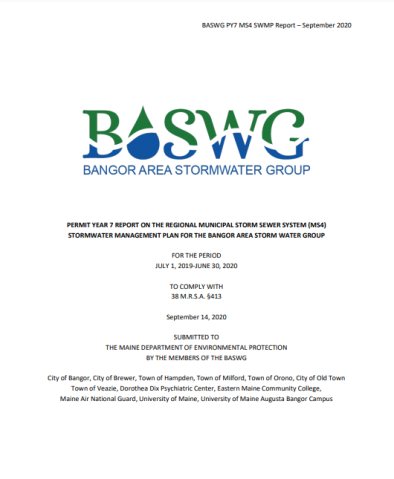 BASWG PY7 MS4 SWMP Report – September 2020
BASWG
BANGOR AREA STORMWATER GROUP
PERMIT YEAR 7 REPORT ON THE REGIONAL MUNICIPAL STORM SEWER SYSTEM (MS4)
STORMWATER MANAGEMENT PLAN FOR THE BANGOR AREA STORM WATER GROUP
FOR THE PERIOD
JULY 1, 2019-JUNE 30, 2020
TO COMPLY WITH
38 M.R.S.A. §413
September 14, 2020
SUBMITTED TO
THE MAINE DEPARTMENT OF ENVIRONMENTAL PROTECTION
BY THE MEMBERS OF THE BASWG
City of Bangor, City of Brewer, Town of Hampden, Town of Milford, Town of Orono, City of Old Town
Town of Veazie, Dorothea Dix Psychiatric Center, Eastern Maine Community College,
Maine Air National Guard, University of Maine, University of Maine Augusta Bangor Campus